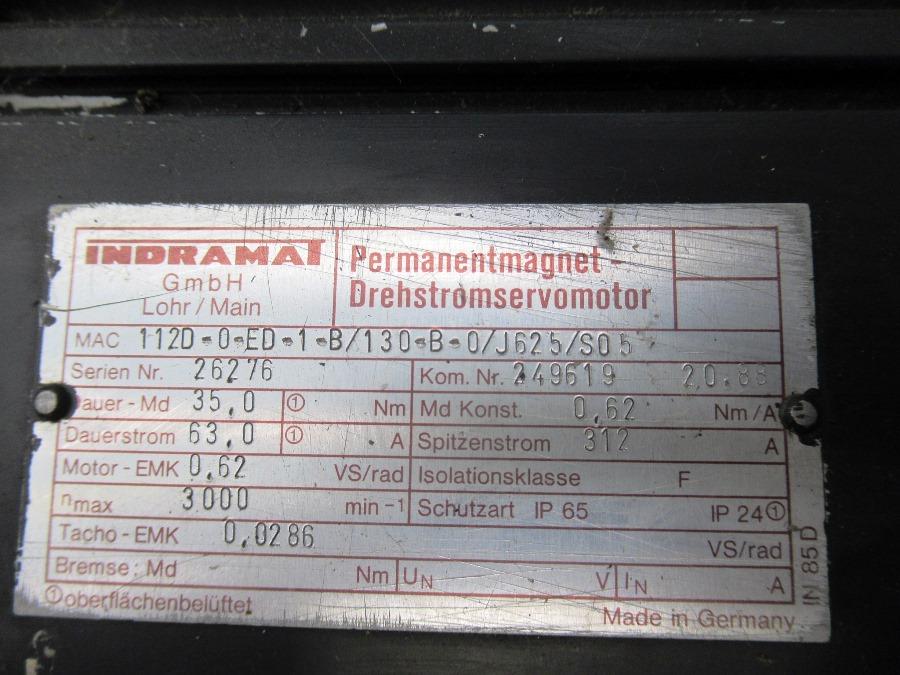 INDRAMAT
GmbH
Lohr / Main
Permanentmagnet-
Drehstromservomotor
MAC 112D-0-ED-1-B/130-B-0/J625/S05
Serien Nr. 26276 Kom. Nr. 249619 20.88
Dauer - Md 35,0 ① Nm Md Konst. 0,62 Nm/A
Dauerstrom 63,0 ① A Spitzenstrom 312 A
Motor - EMK 0,62 VS/rad Isolationsklasse F
nmax 3000 min-1 Schutzart IP 65 IP 24①
Tacho - EMK 0,0286 VS/rad
Bremse: Md Nm UN V IN A
①oberflächenbelüftet Made in Germany
IN 85 D